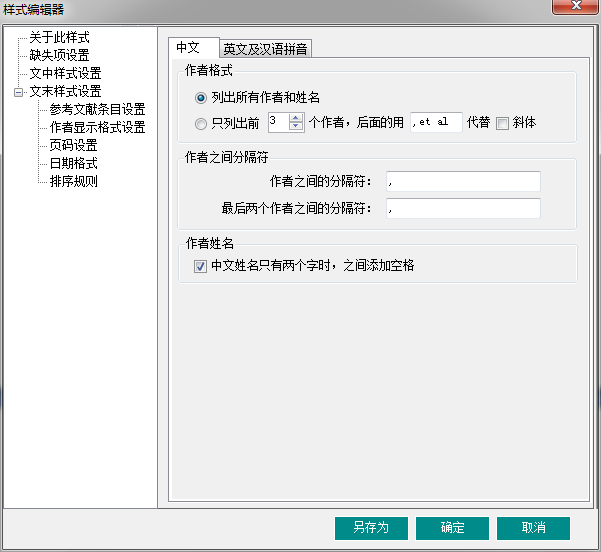 样式编辑器
关于此样式
缺失项设置
文中样式设置
文末样式设置
参考文献条目设置
作者显示格式设置
页码设置
日期格式
排序规则
中文
英文及汉语拼音
作者格式
列出所有作者和姓名
只列出前 3 个作者，后面的用 ,et al 代替 斜体
作者之间分隔符
作者之间的分隔符： ,
最后两个作者之间的分隔符： ,
作者姓名
中文姓名只有两个字时，之间添加空格
另存为 确定 取消